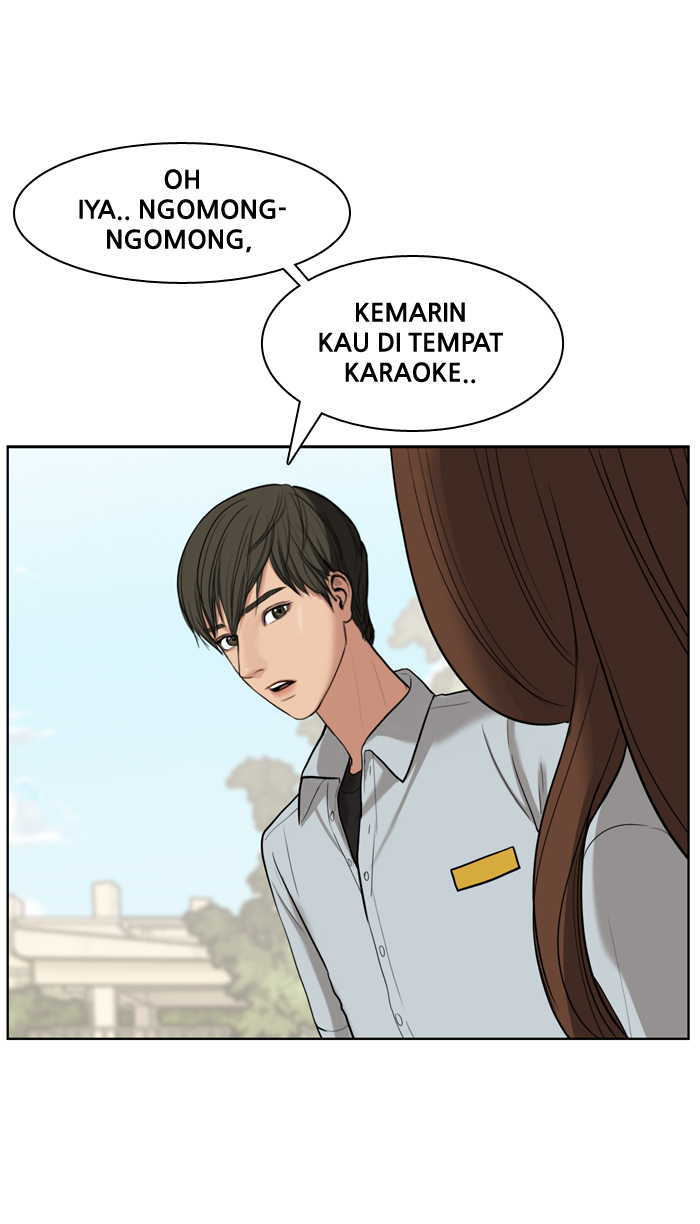 OH
IYA.. NGOMONG-
NGOMONG,
KEMARIN
KAU DI TEMPAT
KARAOKE..